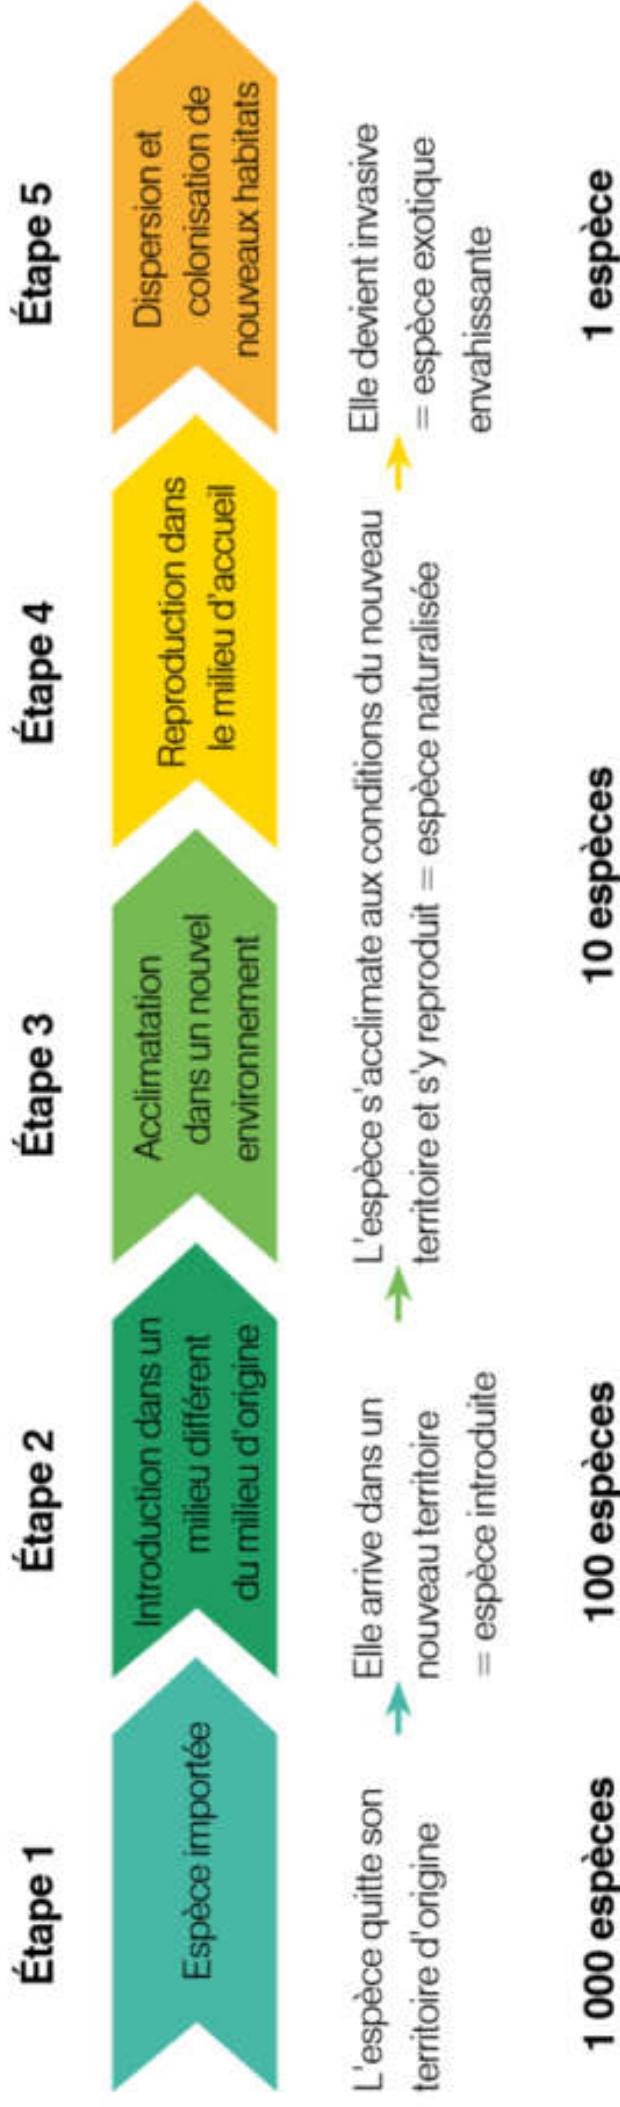 Étape 1
Étape 2
Étape 3
Étape 4
Étape 5
Espèce importée
Introduction dans un
milieu différent
du milieu d'origine
Acclimatation
dans un nouvel
environnement
Reproduction dans
le milieu d'accueil
Dispersion et
colonisation de
nouveaux habitats
L'espèce quitte son
territoire d'origine
Elle arrive dans un
nouveau territoire
= espèce introduite
L'espèce s'acclimate aux conditions du nouveau
territoire et s'y reproduit = espèce naturalisée
Elle devient invasive
= espèce exotique
envahissante
1 000 espèces
100 espèces
10 espèces
1 espèce